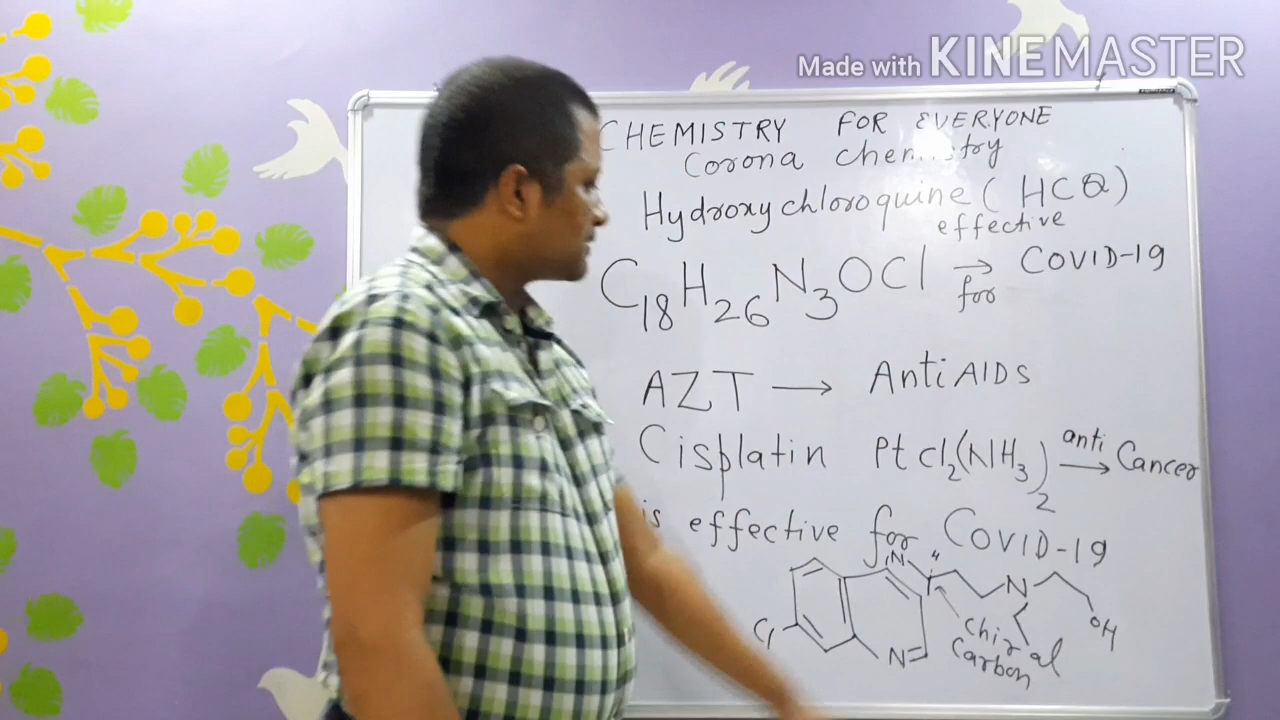 Made with KINEMASTER
CHEMISTRY FOR EVERYONE
Corona chemistry
Hydroxychloroquine (HCQ)
effective
C18H26N3OCl → COVID-19
for
AZT → Anti AIDS
Cisplatin PtCl2(NH3)2 anti → Cancer
is effective for COVID-19
N H N OH
Cl N
Chiral
Carbon